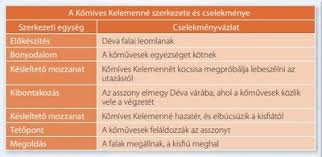 A Kőmíves Kelemenné szerkezete és cselekménye
Szerkezeti egység Cselekményvázlat
Előkészítés Déva falai leomlanak
Bonyodalom A kőművesek egyezséget kötnek
Késleltető mozzanat Kőmíves Kelemennét kocsisa megpróbálja lebeszélni az
utazásról
Kibontakozás Az asszony elmegy Déva várába, ahol a kőművesek közlik
vele a végzetét
Késleltető mozzanat Kőmíves Kelemenné hazatér, és elbúcsúzik a kisfiától
Tetőpont A kőművesek feláldozzák az asszonyt
Megoldás A falak megállnak, a kisfiú meghal